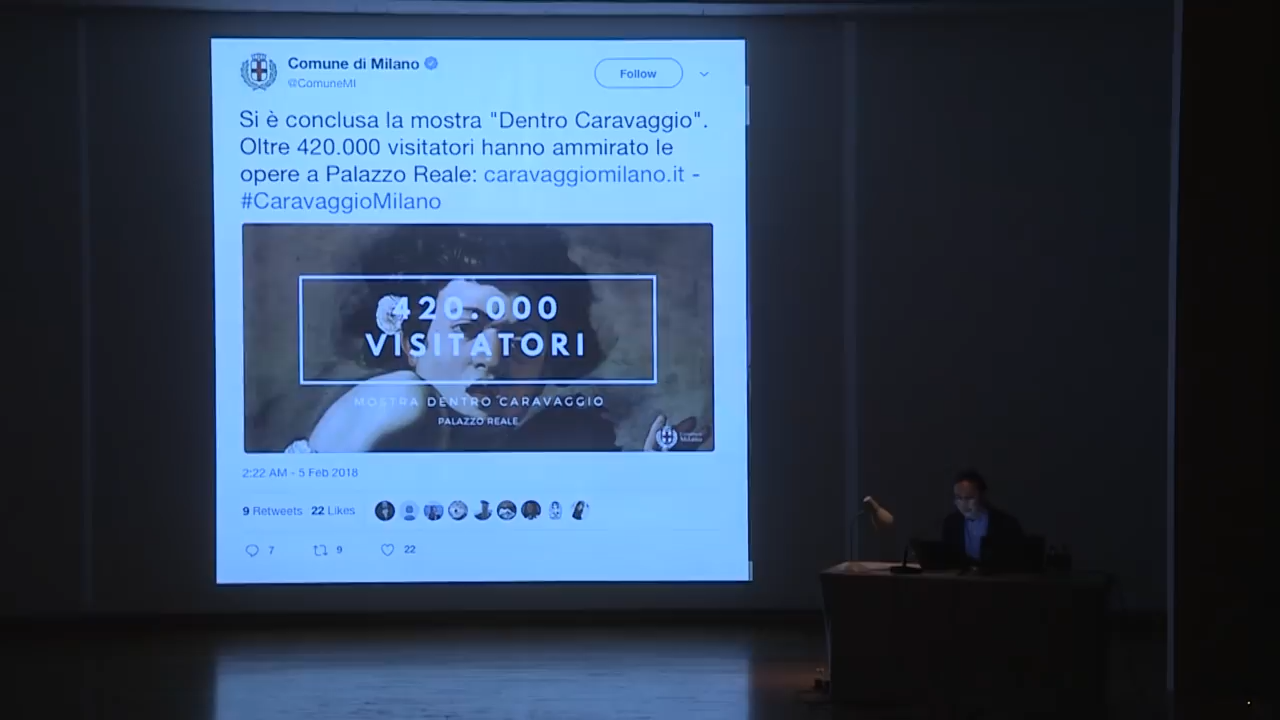 Comune di Milano
@ComuneMI
Follow
Si è conclusa la mostra "Dentro Caravaggio".
Oltre 420.000 visitatori hanno ammirato le
opere a Palazzo Reale: caravaggiomilano.it -
#CaravaggioMilano
420.000
VISITATORI
MOSTRA DENTRO CARAVAGGIO
PALAZZO REALE
Milano
2:22 AM - 5 Feb 2018
9 Retweets 22 Likes
7 9 22